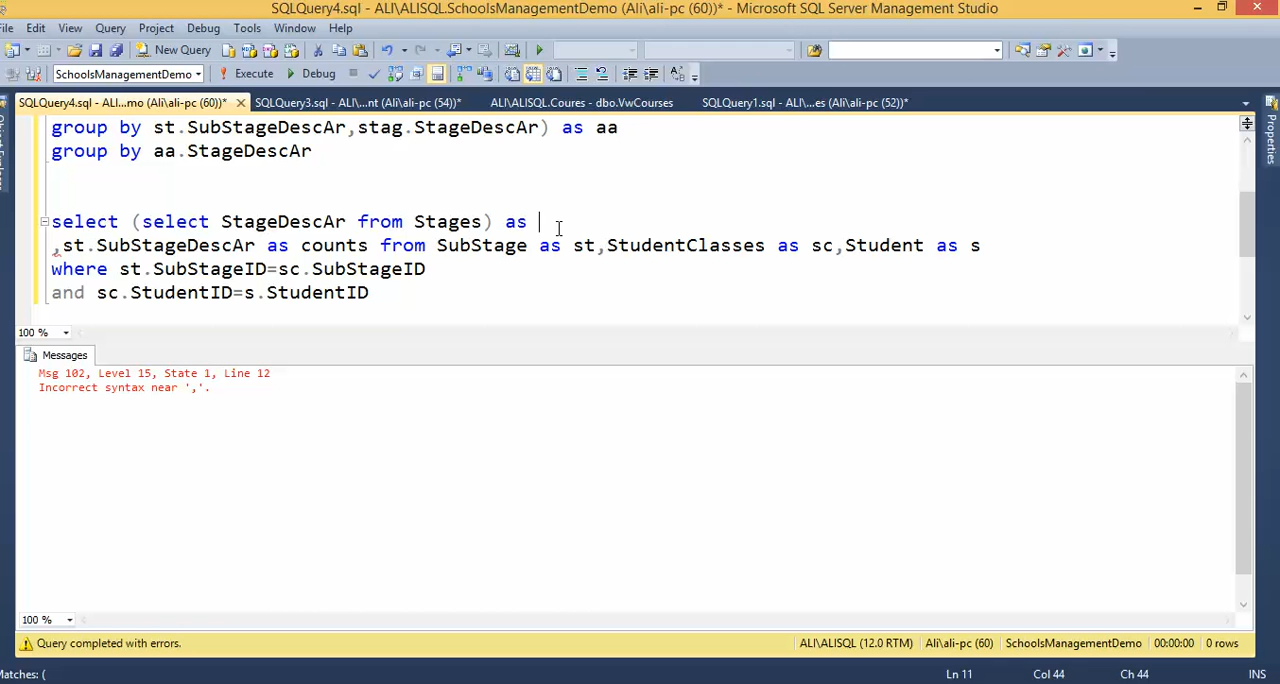 SQLQuery4.sql - ALI\ALISQL.SchoolsManagementDemo (Ali\ali-pc (60))* - Microsoft SQL Server Management Studio
File Edit View Query Project Debug Tools Window Help
New Query
SchoolsManagementDemo Execute Debug
SQLQuery4.sql - ALI...mo (Ali\ali-pc (60))* SQLQuery3.sql - ALI...nt (Ali\ali-pc (54))* ALI\ALISQL.Coures - dbo.VwCourses SQLQuery1.sql - ALI...es (Ali\ali-pc (52))*
Properties
group by st.SubStageDescAr,stag.StageDescAr) as aa
group by aa.StageDescAr
select (select StageDescAr from Stages) as
,st.SubStageDescAr as counts from SubStage as st,StudentClasses as sc,Student as s
where st.SubStageID=sc.SubStageID
and sc.StudentID=s.StudentID
100 %
Messages
Msg 102, Level 15, State 1, Line 12
Incorrect syntax near ','.
100 %
Query completed with errors. ALI\ALISQL (12.0 RTM) Ali\ali-pc (60) SchoolsManagementDemo 00:00:00 0 rows
Matches: ( Ln 11 Col 44 Ch 44 INS